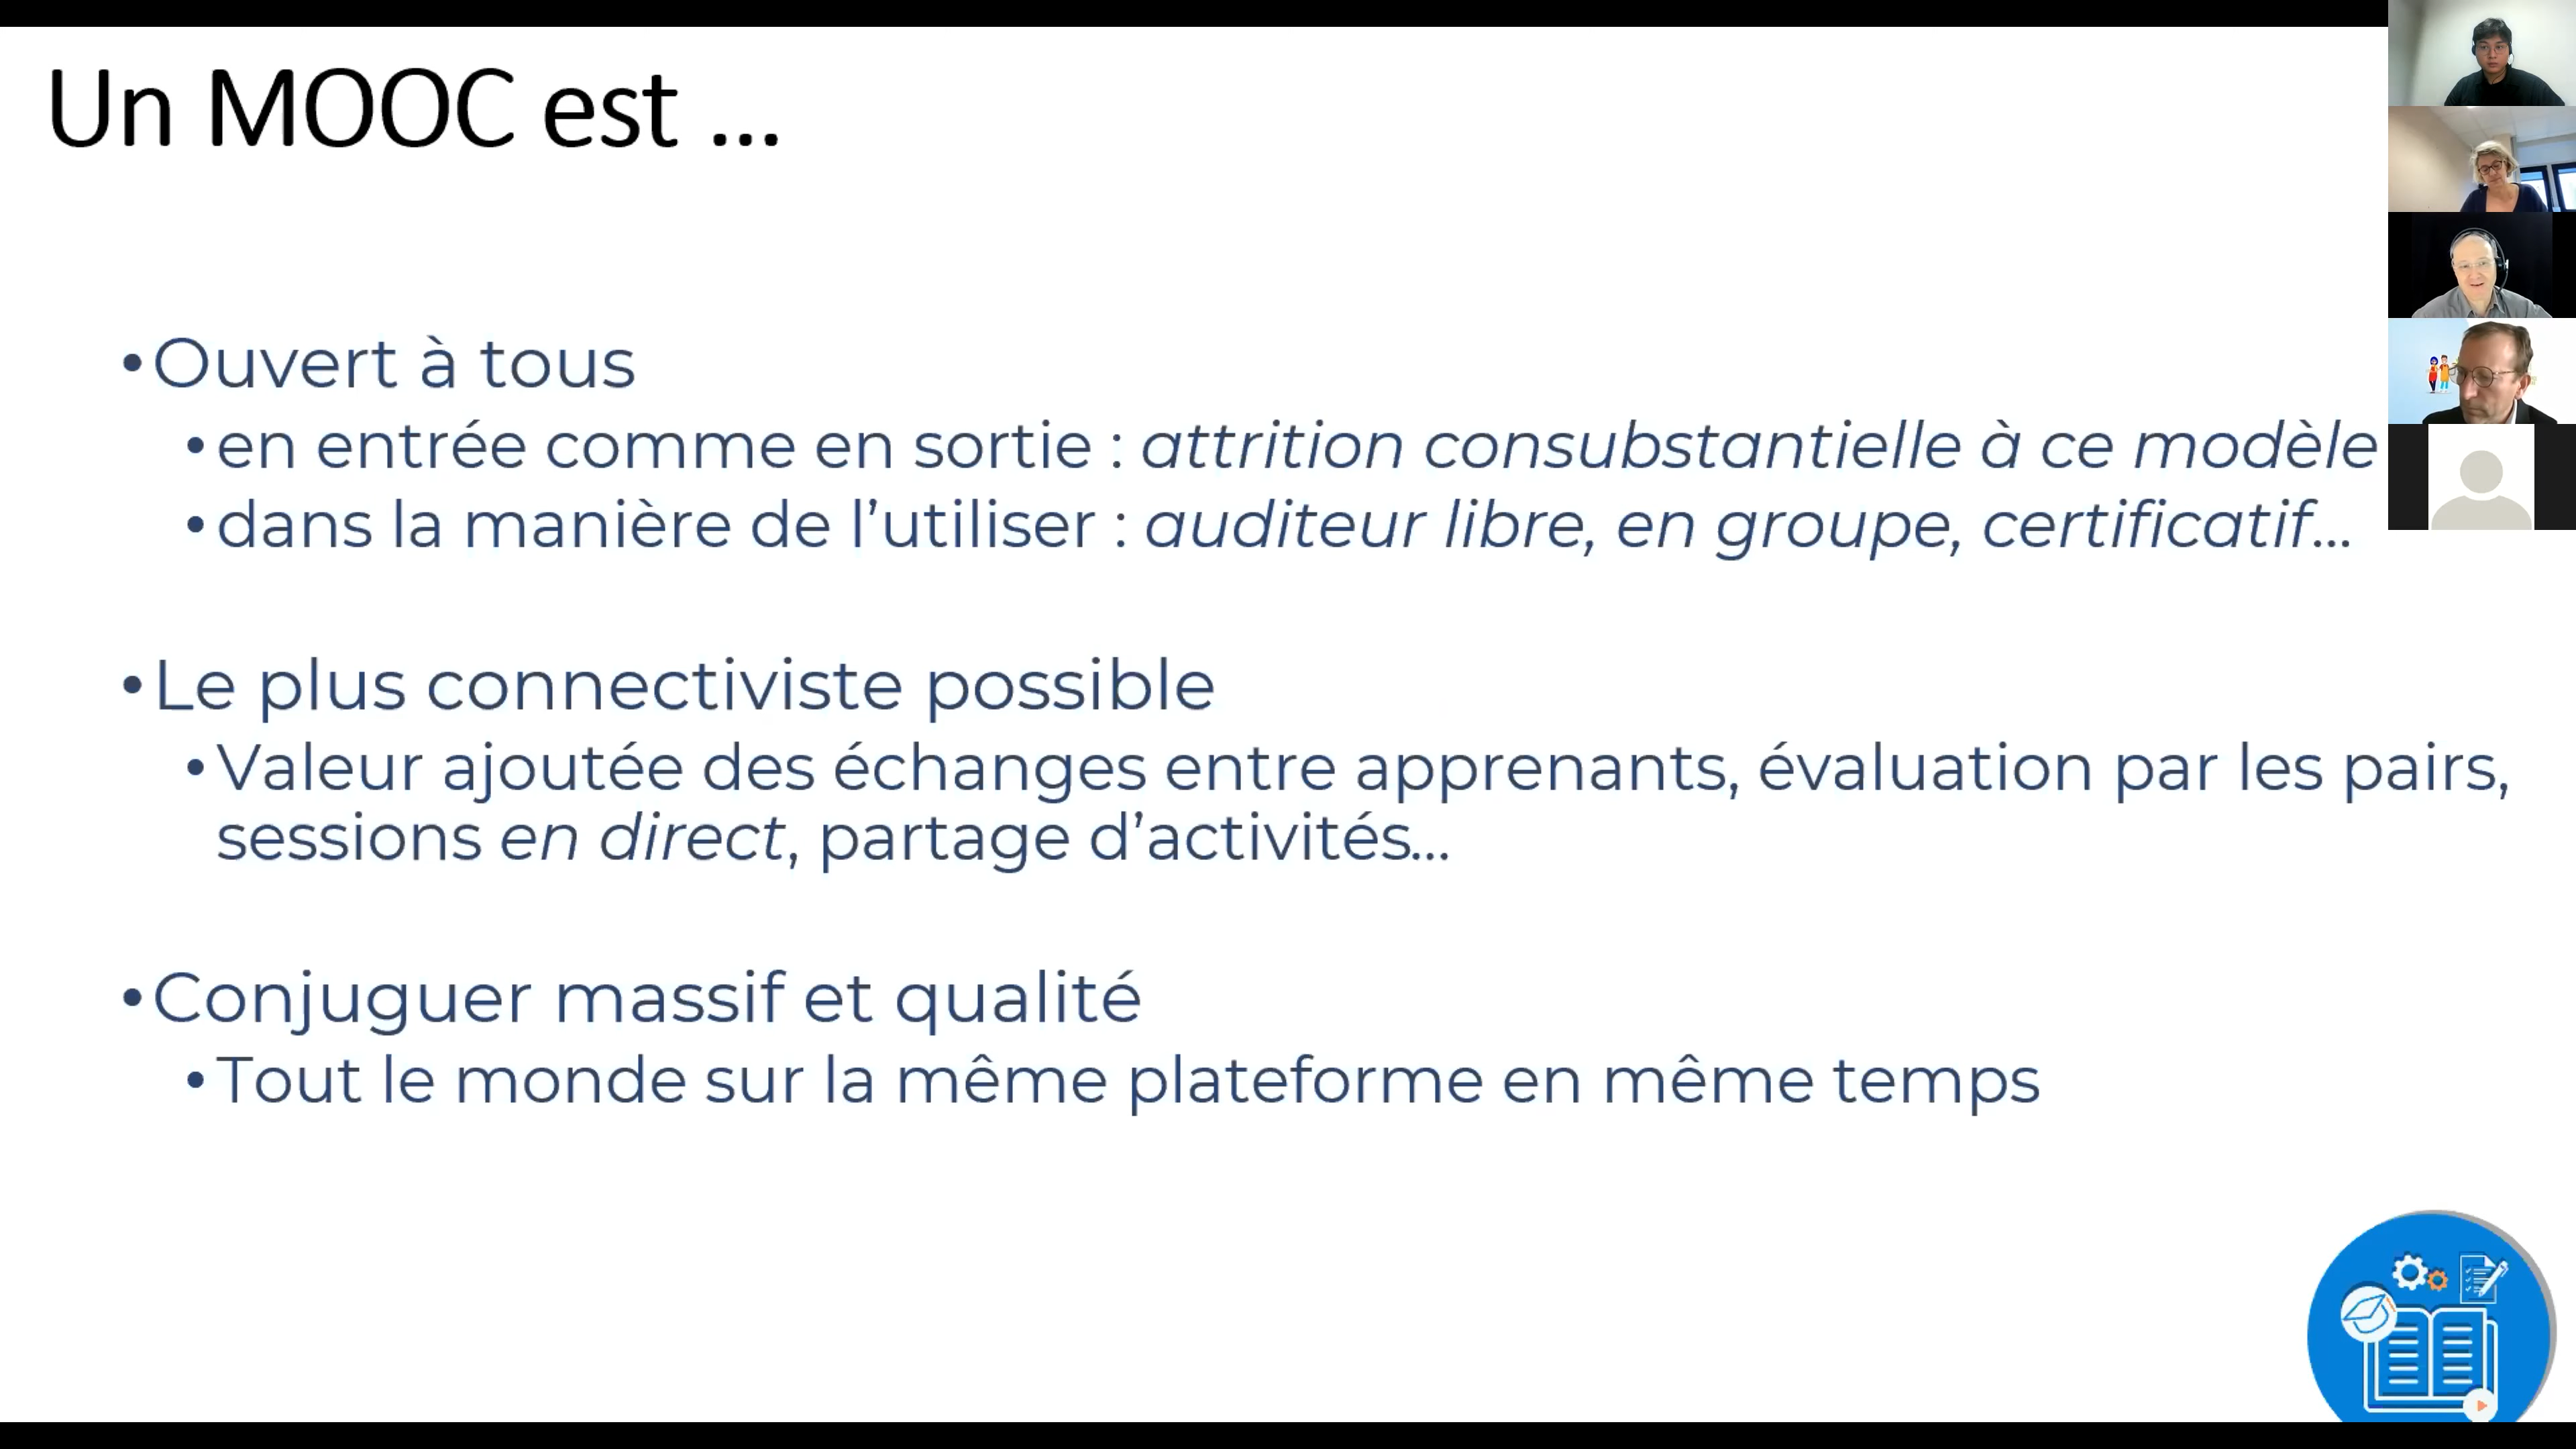 Un MOOC est ...
•Ouvert à tous
•en entrée comme en sortie : attrition consubstantielle à ce modèle
•dans la manière de l’utiliser : auditeur libre, en groupe, certificatif...
•Le plus connectiviste possible
•Valeur ajoutée des échanges entre apprenants, évaluation par les pairs,
sessions en direct, partage d’activités...
•Conjuguer massif et qualité
•Tout le monde sur la même plateforme en même temps